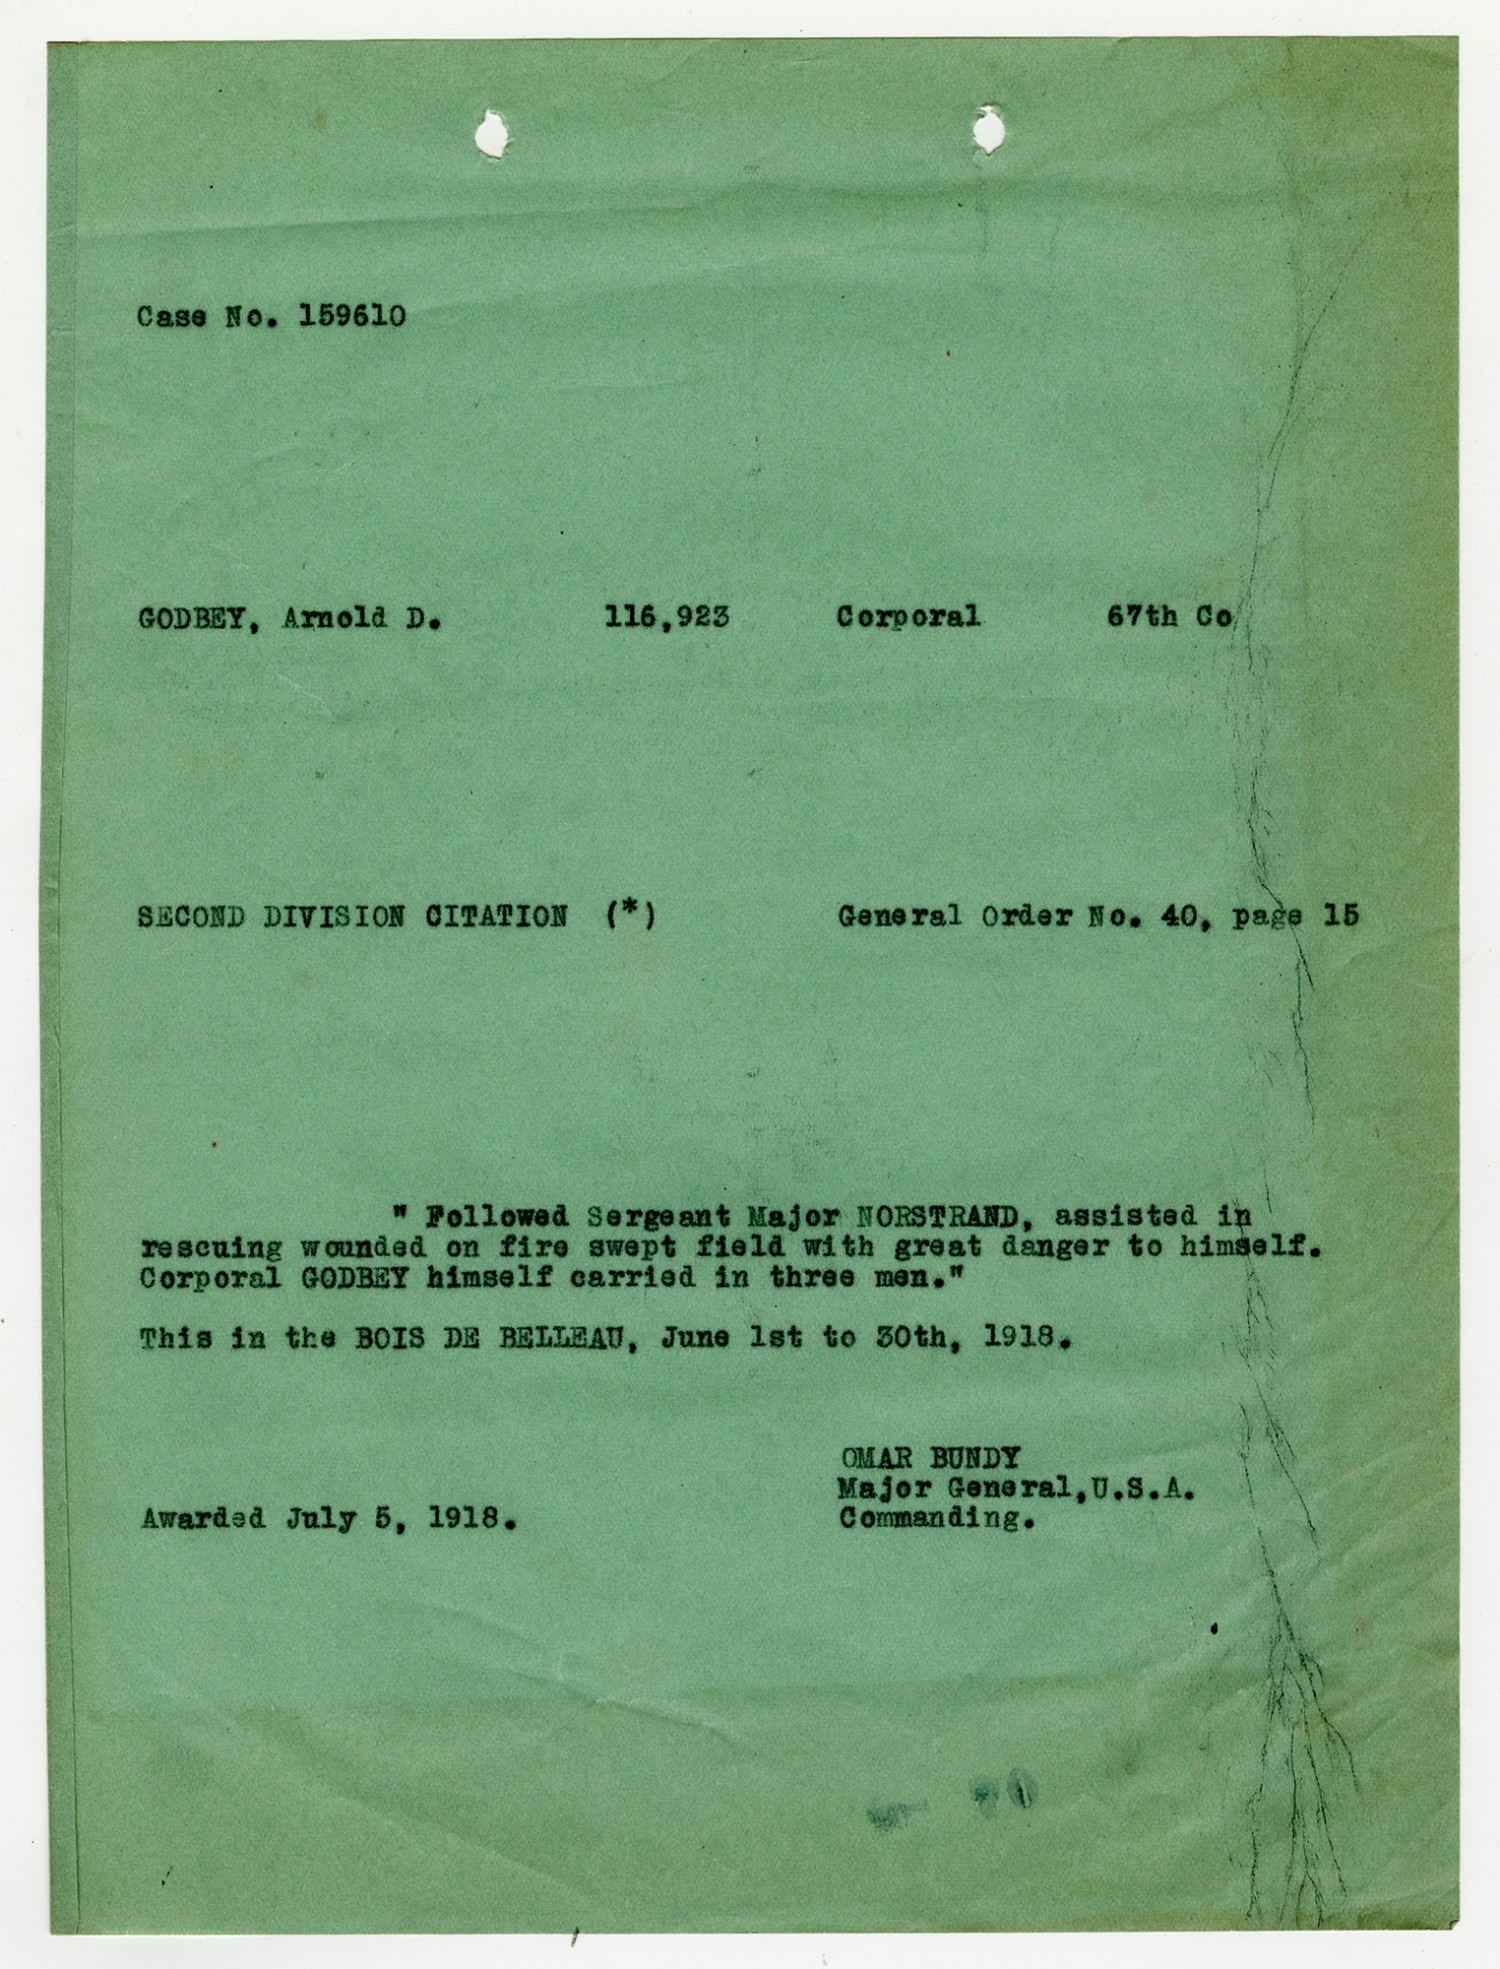 Case No. 159610
GODBEY, Arnold D. 116,923 Corporal 67th Co
SECOND DIVISION CITATION (*) General Order No. 40, page 15
" Followed Sergeant Major NORSTRAND, assisted in
rescuing wounded on fire swept field with great danger to himself.
Corporal GODBEY himself carried in three men."
This in the BOIS DE BELLEAU, June 1st to 30th, 1918.
OMAR BUNDY
Major General,U.S.A.
Awarded July 5, 1918. Commanding.